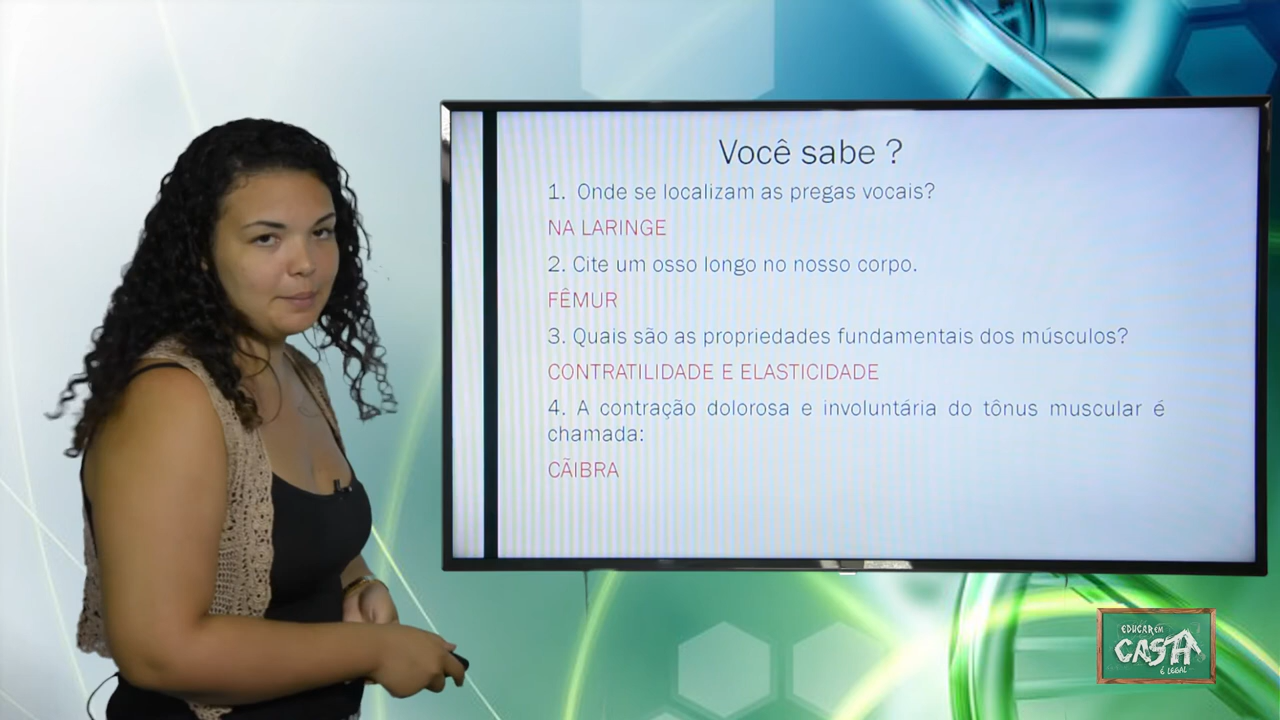 Você sabe ?
1. Onde se localizam as pregas vocais?
NA LARINGE
2. Cite um osso longo no nosso corpo.
FÊMUR
3. Quais são as propriedades fundamentais dos músculos?
CONTRATILIDADE E ELASTICIDADE
4. A contração dolorosa e involuntária do tônus muscular é
chamada:
CÃIBRA
EDUCAR EM
CASA
É LEGAL